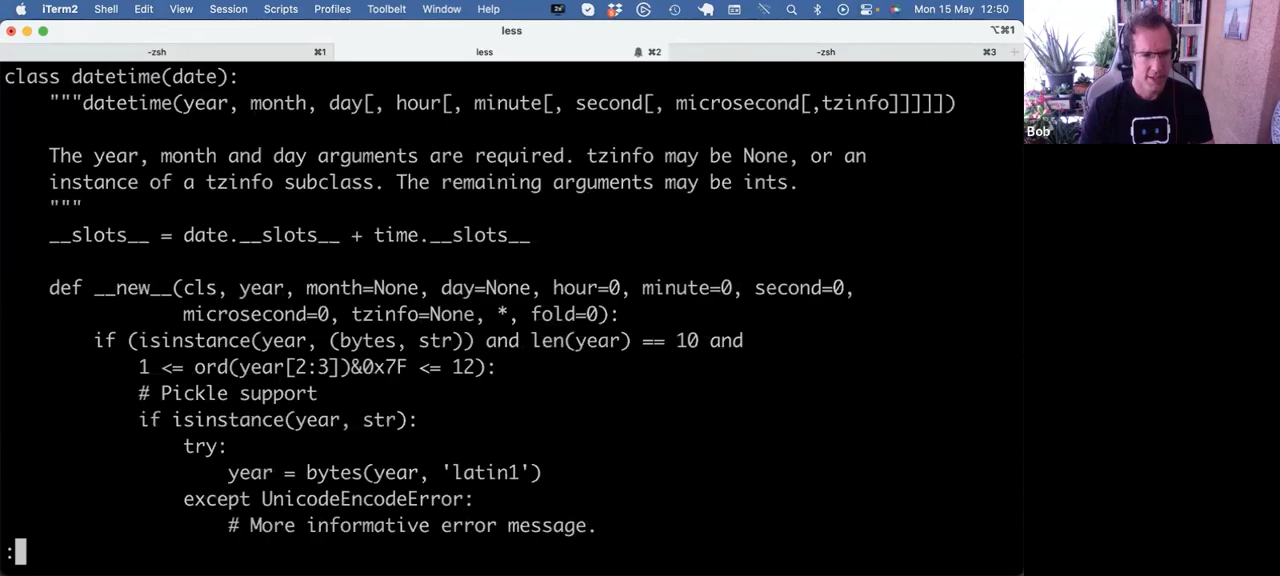 iTerm2 Shell Edit View Session Scripts Profiles Toolbelt Window Help Mon 15 May 12:50
less ⌥⌘1
-zsh ⌘1 less ⌘2 -zsh ⌘3 +
class datetime(date):
    """datetime(year, month, day[, hour[, minute[, second[, microsecond[,tzinfo]]]]])
    The year, month and day arguments are required. tzinfo may be None, or an
    instance of a tzinfo subclass. The remaining arguments may be ints.
    """
    __slots__ = date.__slots__ + time.__slots__
    def __new__(cls, year, month=None, day=None, hour=0, minute=0, second=0,
                microsecond=0, tzinfo=None, *, fold=0):
        if (isinstance(year, (bytes, str)) and len(year) == 10 and
            1 <= ord(year[2:3])&0x7F <= 12):
            # Pickle support
            if isinstance(year, str):
                try:
                    year = bytes(year, 'latin1')
                except UnicodeEncodeError:
                    # More informative error message.
:
Bob